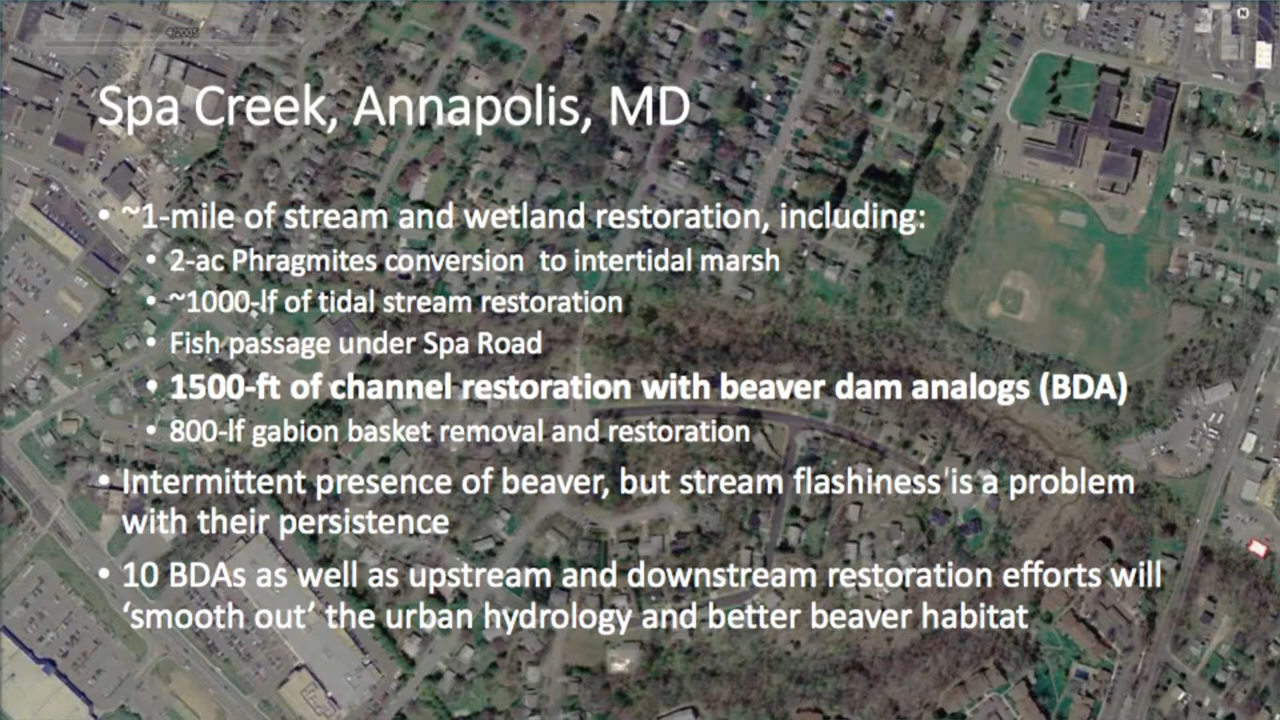 4/2005
N
Spa Creek, Annapolis, MD
• ~1-mile of stream and wetland restoration, including:
• 2-ac Phragmites conversion to intertidal marsh
• ~1000-lf of tidal stream restoration
• Fish passage under Spa Road
• 1500-ft of channel restoration with beaver dam analogs (BDA)
• 800-lf gabion basket removal and restoration
• Intermittent presence of beaver, but stream flashiness is a problem
with their persistence
• 10 BDAs as well as upstream and downstream restoration efforts will
‘smooth out’ the urban hydrology and better beaver habitat